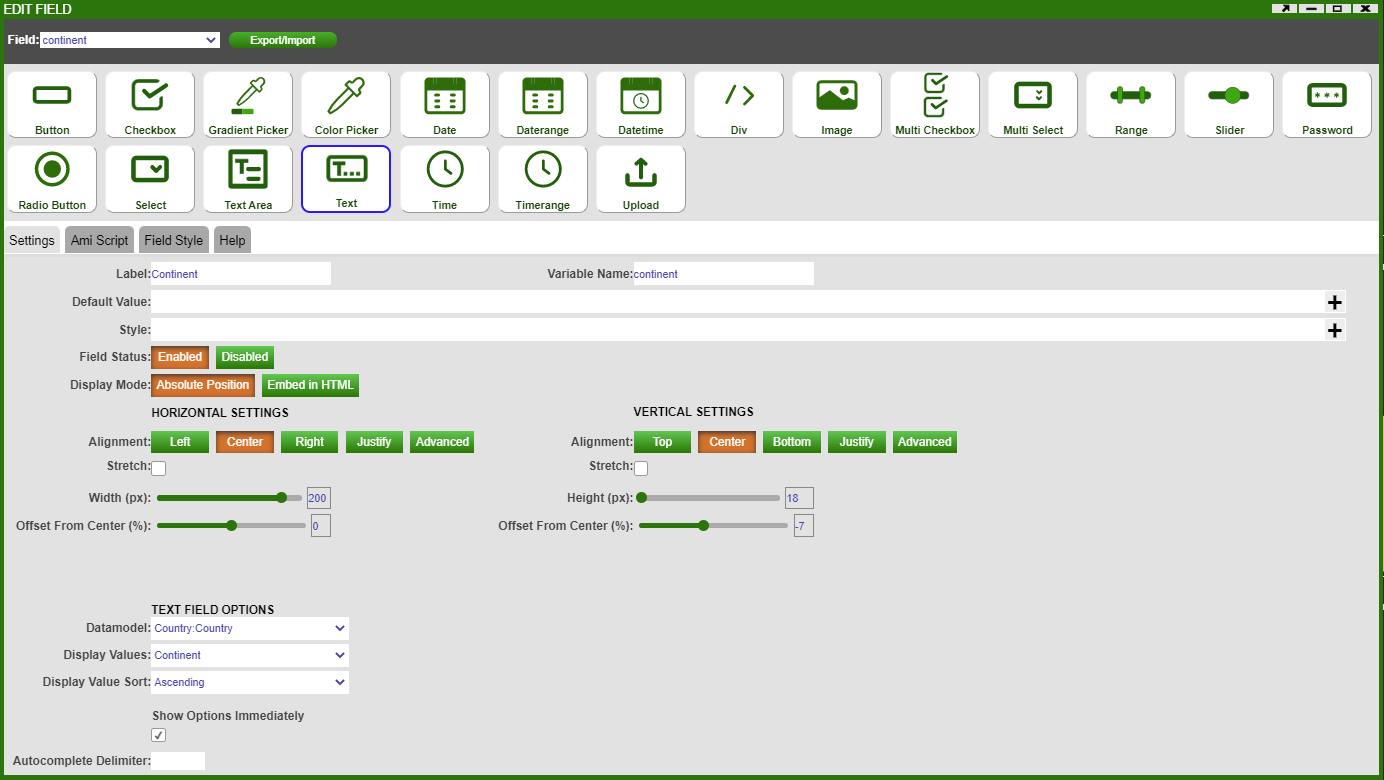 EDIT FIELD
Field: continent Export/Import
Button Checkbox Gradient Picker Color Picker Date Daterange Datetime Div Image Multi Checkbox Multi Select Range Slider Password
Radio Button Select Text Area Text Time Timerange Upload
Settings Ami Script Field Style Help
Label: Continent Variable Name: continent
Default Value:
Style:
Field Status: Enabled Disabled
Display Mode: Absolute Position Embed in HTML
HORIZONTAL SETTINGS VERTICAL SETTINGS
Alignment: Left Center Right Justify Advanced Alignment: Top Center Bottom Justify Advanced
Stretch: Stretch:
Width (px): 200 Height (px): 18
Offset From Center (%): 0 Offset From Center (%): -7
TEXT FIELD OPTIONS
Datamodel: Country:Country
Display Values: Continent
Display Value Sort: Ascending
Show Options Immediately
Autocomplete Delimiter: